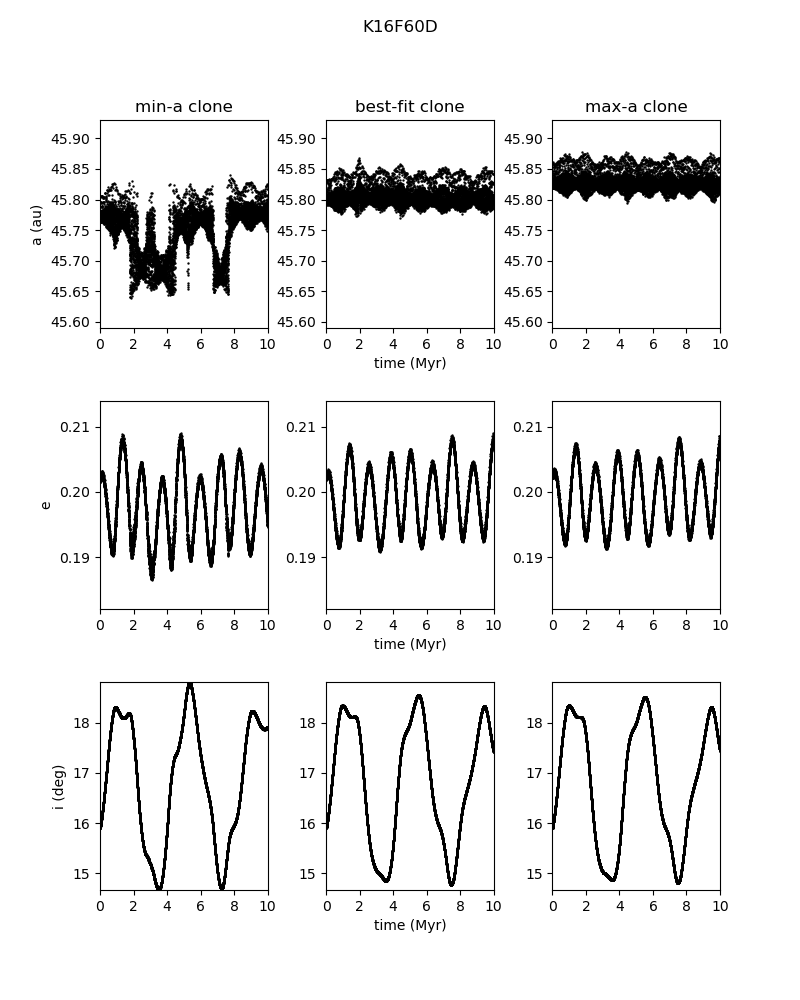 K16F60D
min-a clone best-fit clone max-a clone
45.90 45.90 45.90
45.85 45.85 45.85
45.80 45.80 45.80
45.75 45.75 45.75
45.70 45.70 45.70
45.65 45.65 45.65
45.60 45.60 45.60
a (au)
0 2 4 6 8 10 0 2 4 6 8 10 0 2 4 6 8 10
time (Myr)
0.21 0.21 0.21
0.20 0.20 0.20
0.19 0.19 0.19
e
0 2 4 6 8 10 0 2 4 6 8 10 0 2 4 6 8 10
time (Myr)
18 18 18
17 17 17
16 16 16
15 15 15
i (deg)
0 2 4 6 8 10 0 2 4 6 8 10 0 2 4 6 8 10
time (Myr)